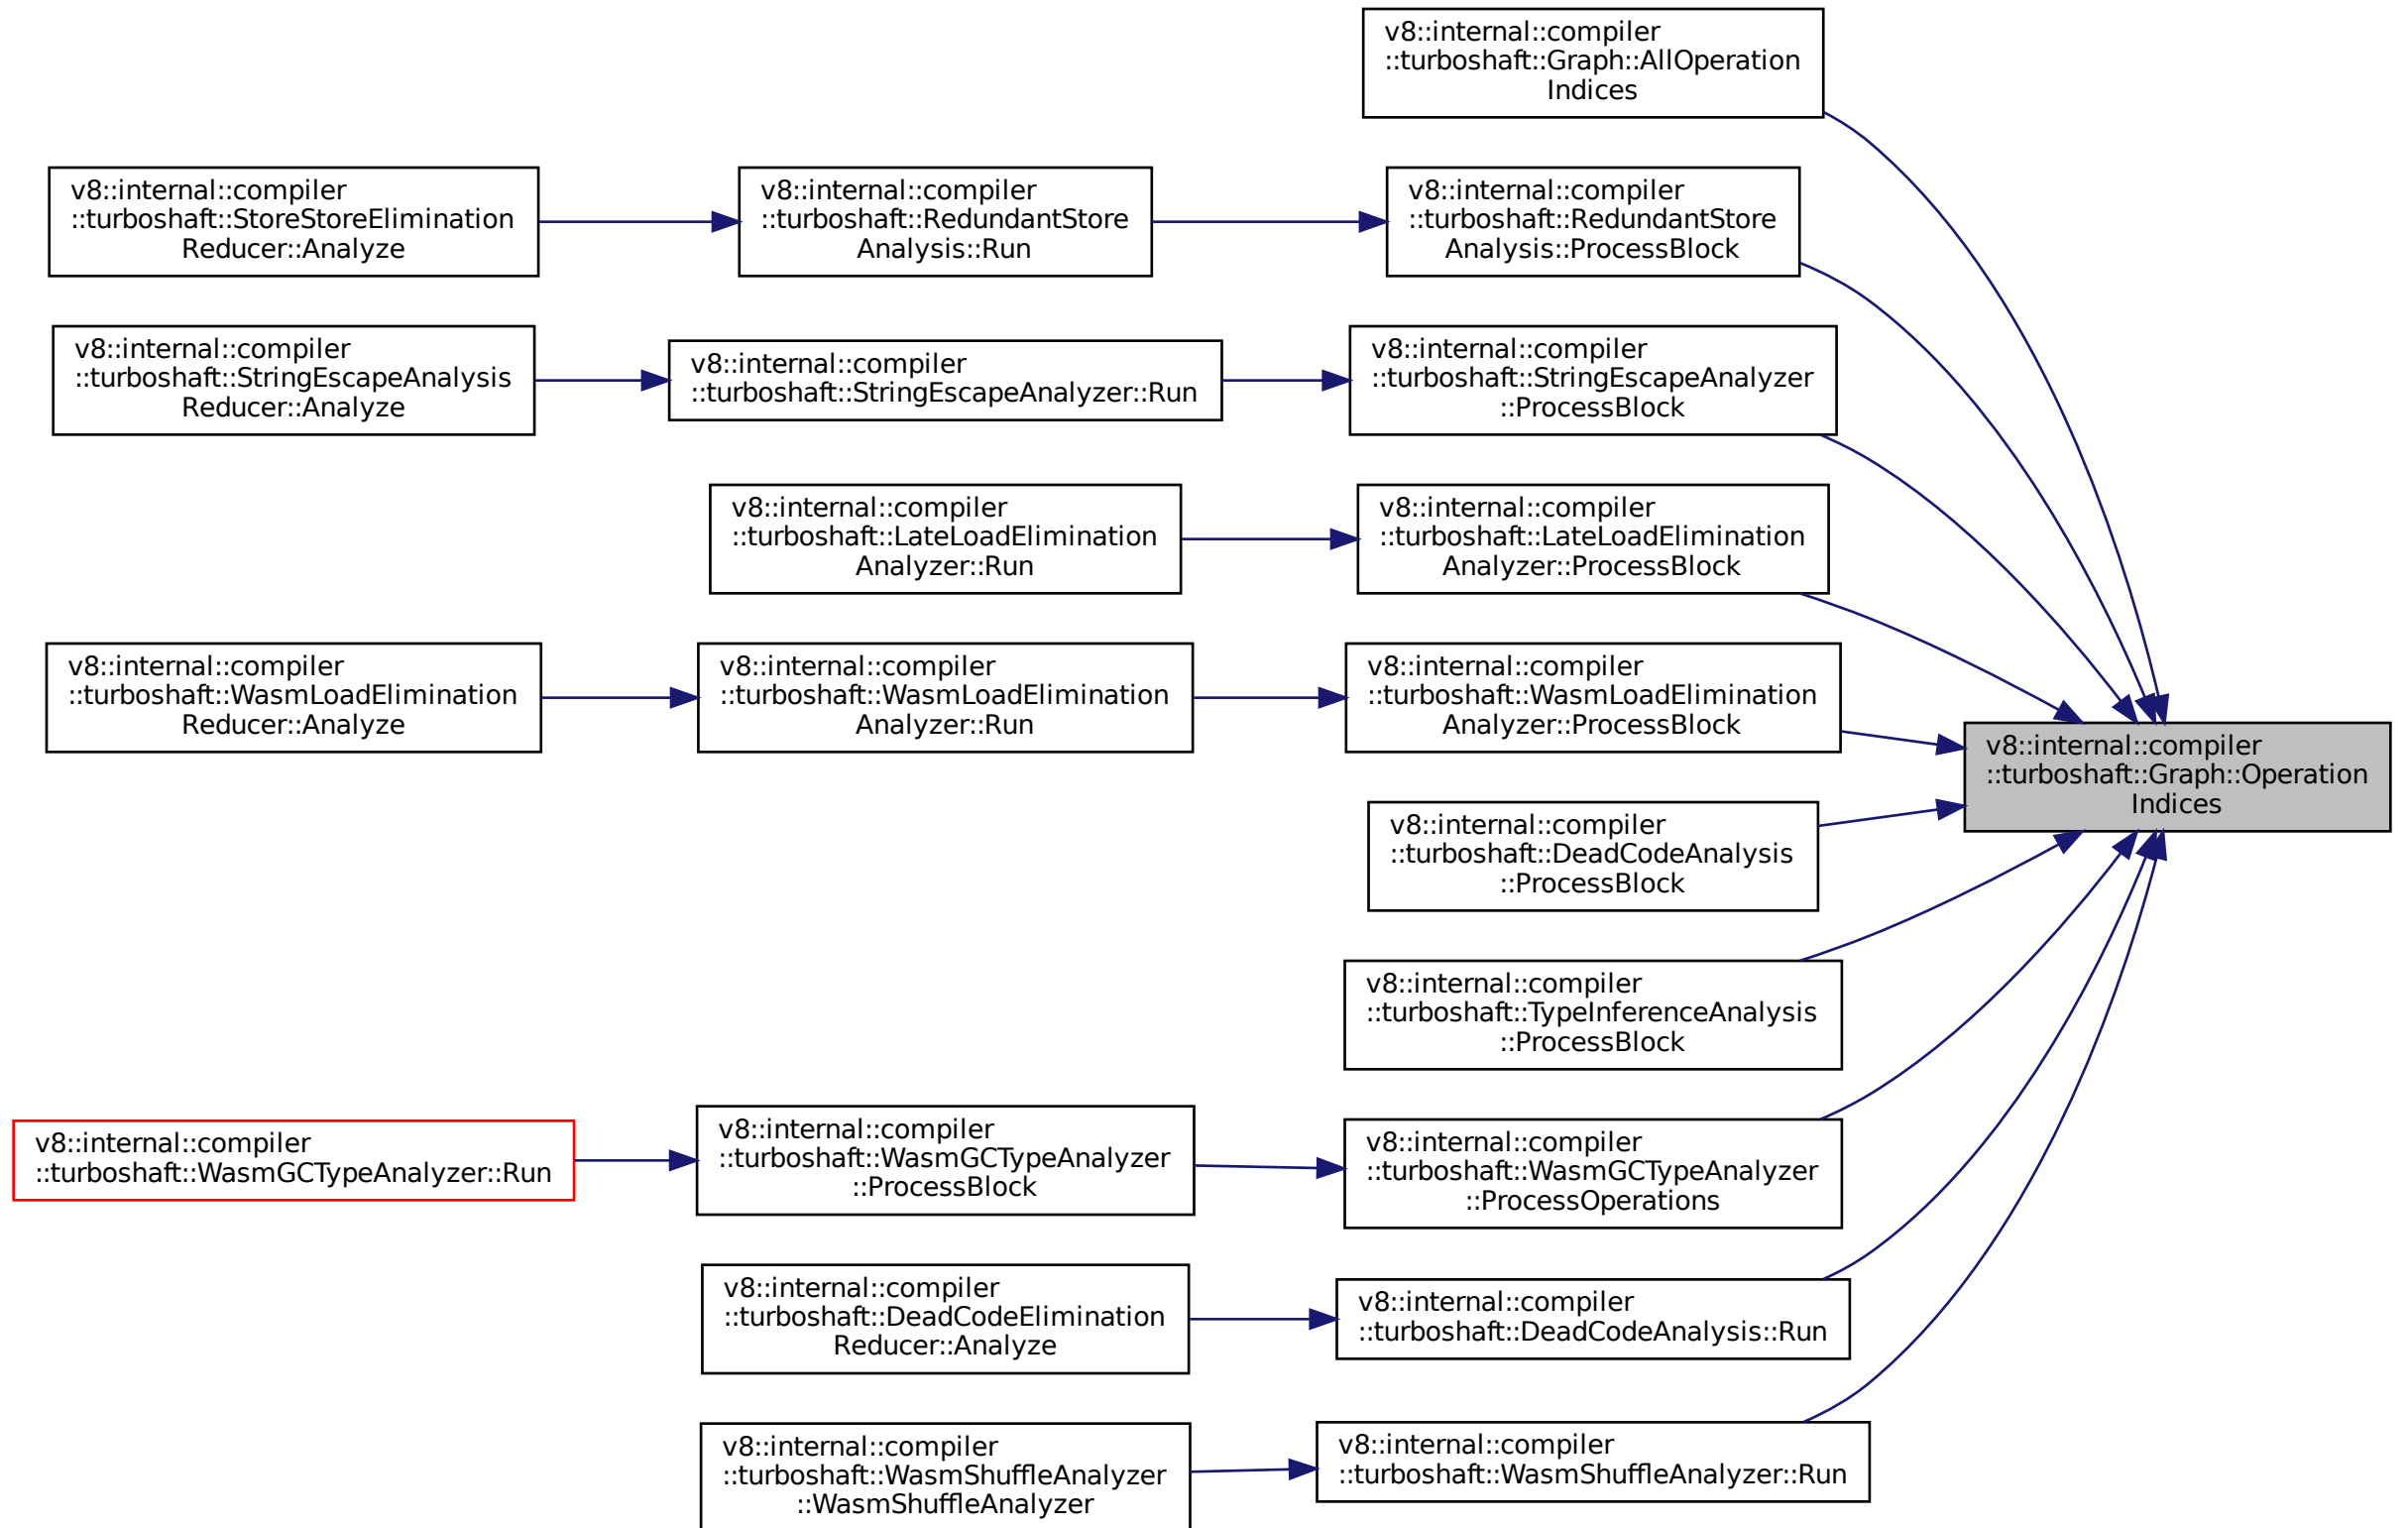 v8::internal::compiler
::turboshaft::Graph::AllOperation
Indices
v8::internal::compiler
::turboshaft::StoreStoreElimination
Reducer::Analyze
v8::internal::compiler
::turboshaft::RedundantStore
Analysis::Run
v8::internal::compiler
::turboshaft::RedundantStore
Analysis::ProcessBlock
v8::internal::compiler
::turboshaft::StringEscapeAnalysis
Reducer::Analyze
v8::internal::compiler
::turboshaft::StringEscapeAnalyzer::Run
v8::internal::compiler
::turboshaft::StringEscapeAnalyzer
::ProcessBlock
v8::internal::compiler
::turboshaft::LateLoadElimination
Analyzer::Run
v8::internal::compiler
::turboshaft::LateLoadElimination
Analyzer::ProcessBlock
v8::internal::compiler
::turboshaft::WasmLoadElimination
Reducer::Analyze
v8::internal::compiler
::turboshaft::WasmLoadElimination
Analyzer::Run
v8::internal::compiler
::turboshaft::WasmLoadElimination
Analyzer::ProcessBlock
v8::internal::compiler
::turboshaft::Graph::Operation
Indices
v8::internal::compiler
::turboshaft::DeadCodeAnalysis
::ProcessBlock
v8::internal::compiler
::turboshaft::TypeInferenceAnalysis
::ProcessBlock
v8::internal::compiler
::turboshaft::WasmGCTypeAnalyzer::Run
v8::internal::compiler
::turboshaft::WasmGCTypeAnalyzer
::ProcessBlock
v8::internal::compiler
::turboshaft::WasmGCTypeAnalyzer
::ProcessOperations
v8::internal::compiler
::turboshaft::DeadCodeElimination
Reducer::Analyze
v8::internal::compiler
::turboshaft::DeadCodeAnalysis::Run
v8::internal::compiler
::turboshaft::WasmShuffleAnalyzer
::WasmShuffleAnalyzer
v8::internal::compiler
::turboshaft::WasmShuffleAnalyzer::Run